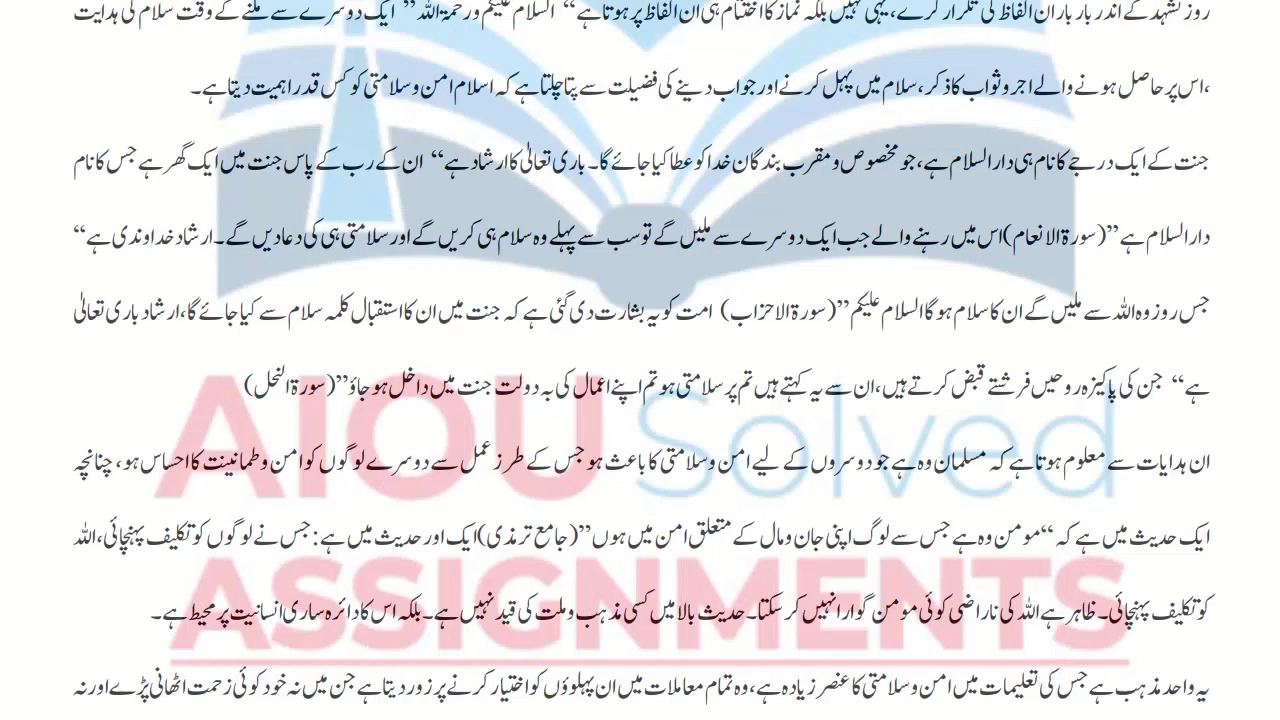 روز تشہد کے اندر بار بار ان الفاظ کی تکرار کرے، یہی نہیں بلکہ نماز کا اختتام ہی ان الفاظ پر ہوتا ہے “ السلام علیکم ورحمۃ اللہ” ایک دوسرے سے ملنے کے وقت سلام کی ہدایت
،اس پر حاصل ہونے والے اجر و ثواب کا ذکر، سلام میں پہل کرنے اور جواب دینے کی فضیلت سے پتا چلتا ہے کہ اسلام امن و سلامتی کو کس قدر اہمیت دیتا ہے۔
جنت کے ایک درجے کا نام ہی دارالسلام ہے، جو مخصوص و مقرب بندگان خدا کو عطا کیا جائے گا۔ باری تعالیٰ کا ارشاد ہے “ ان کے رب کے پاس جنت میں ایک گھر ہے جس کا نام
دارالسلام ہے” (سورۃ الانعام) اس میں رہنے والے جب ایک دوسرے سے ملیں گے تو سب سے پہلے وہ سلام ہی کریں گے اور سلامتی ہی کی دعا دیں گے۔ ارشاد خداوندی ہے “
جس روز وہ اللہ سے ملیں گے ان کا سلام ہو گا السلام علیکم” (سورۃ الاحزاب) امت کو یہ بشارت دی گئی ہے کہ جنت میں ان کا استقبال کلمہ سلام سے کیا جائے گا، ارشاد باری تعالیٰ
ہے “ جن کی پاکیزہ روحیں فرشتے قبض کرتے ہیں، ان سے یہ کہتے ہیں تم پر سلامتی ہو تم اپنے اعمال کی بہ دولت جنت میں داخل ہو جاؤ” (سورۃ النحل)
ان ہدایات سے معلوم ہوتا ہے کہ مسلمان وہ ہے جو دوسروں کے لیے امن و سلامتی کا باعث ہو جس کے طرز عمل سے دوسرے لوگوں کو امن و طمانینت کا احساس ہو، چنانچہ
ایک حدیث میں ہے کہ “مومن وہ ہے جس سے لوگ اپنی جان و مال کے متعلق امن میں ہوں” (جامع ترمذی) ایک اور حدیث میں ہے : جس نے لوگوں کو تکلیف پہنچائی، اللہ
کو تکلیف پہنچائی۔ ظاہر ہے اللہ کی ناراضی کوئی مومن گوارا نہیں کر سکتا۔ حدیث بالا میں کسی مذہب و ملت کی قید نہیں ہے۔ بلکہ اس کا دائرہ ساری انسانیت پر محیط ہے۔
یہ واحد مذہب ہے جس کی تعلیمات میں امن و سلامتی کا عنصر زیادہ ہے، وہ تمام معاملات میں ان پہلوؤں کو اختیار کرنے پر زور دیتا ہے جن میں نہ خود کوئی زحمت اٹھانی پڑے اور نہ
AIOU Solved
ASSIGNMENTS